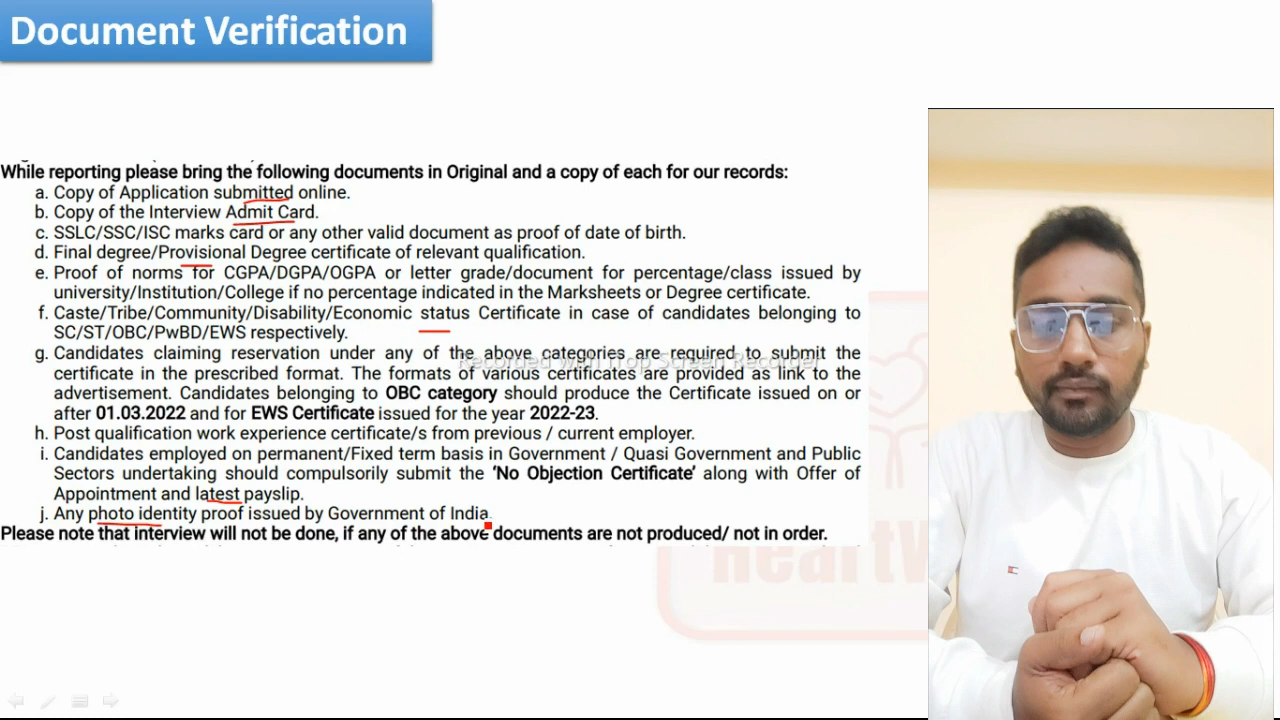 Document Verification
While reporting please bring the following documents in Original and a copy of each for our records:
a. Copy of Application submitted online.
b. Copy of the Interview Admit Card.
c. SSLC/SSC/ISC marks card or any other valid document as proof of date of birth.
d. Final degree/Provisional Degree certificate of relevant qualification.
e. Proof of norms for CGPA/DGPA/OGPA or letter grade/document for percentage/class issued by
university/Institution/College if no percentage indicated in the Marksheets or Degree certificate.
f. Caste/Tribe/Community/Disability/Economic status Certificate in case of candidates belonging to
SC/ST/OBC/PwBD/EWS respectively.
g. Candidates claiming reservation under any of the above categories are required to submit the
Recorded with iTop Screen Recorder
certificate in the prescribed format. The formats of various certificates are provided as link to the
advertisement. Candidates belonging to OBC category should produce the Certificate issued on or
after 01.03.2022 and for EWS Certificate issued for the year 2022-23.
h. Post qualification work experience certificate/s from previous / current employer.
i. Candidates employed on permanent/Fixed term basis in Government / Quasi Government and Public
Sectors undertaking should compulsorily submit the ‘No Objection Certificate’ along with Offer of
Appointment and latest payslip.
j. Any photo identity proof issued by Government of India.
Please note that interview will not be done, if any of the above documents are not produced/ not in order.